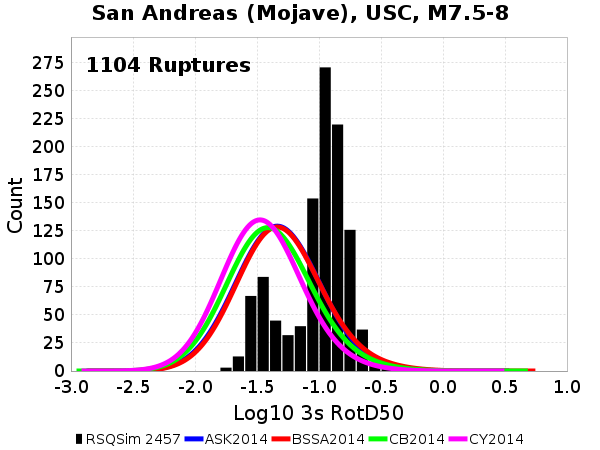 San Andreas (Mojave), USC, M7.5-8
1104 Ruptures
275
250
225
200
175
150
125
100
75
50
25
0
Count
-3.0 -2.5 -2.0 -1.5 -1.0 -0.5 0.0 0.5 1.0
Log10 3s RotD50
RSQSim 2457 ASK2014 BSSA2014 CB2014 CY2014